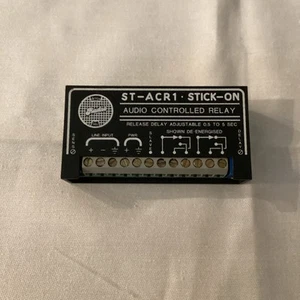 ST-ACR1 · STICK-ON
AUDIO CONTROLLED RELAY
RELEASE DELAY ADJUSTABLE 0.5 TO 5 SEC
LINE INPUT PWR SHOWN DE-ENERGISED